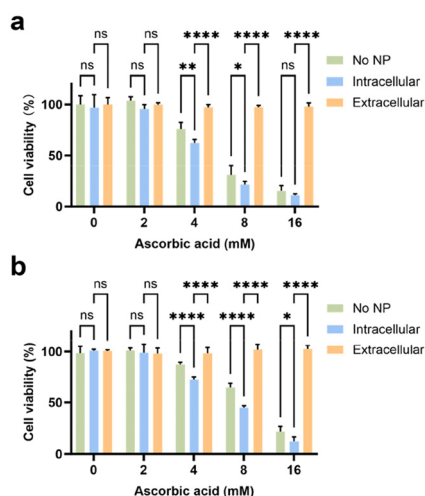 a
ns ns **** **** ****
ns ns ** * ns
No NP
Intracellular
Extracellular
Cell viability (%)
100
50
0
0 2 4 8 16
Ascorbic acid (mM)
b
ns ns **** **** ****
ns ns **** **** *
No NP
Intracellular
Extracellular
Cell viability (%)
100
50
0
0 2 4 8 16
Ascorbic acid (mM)